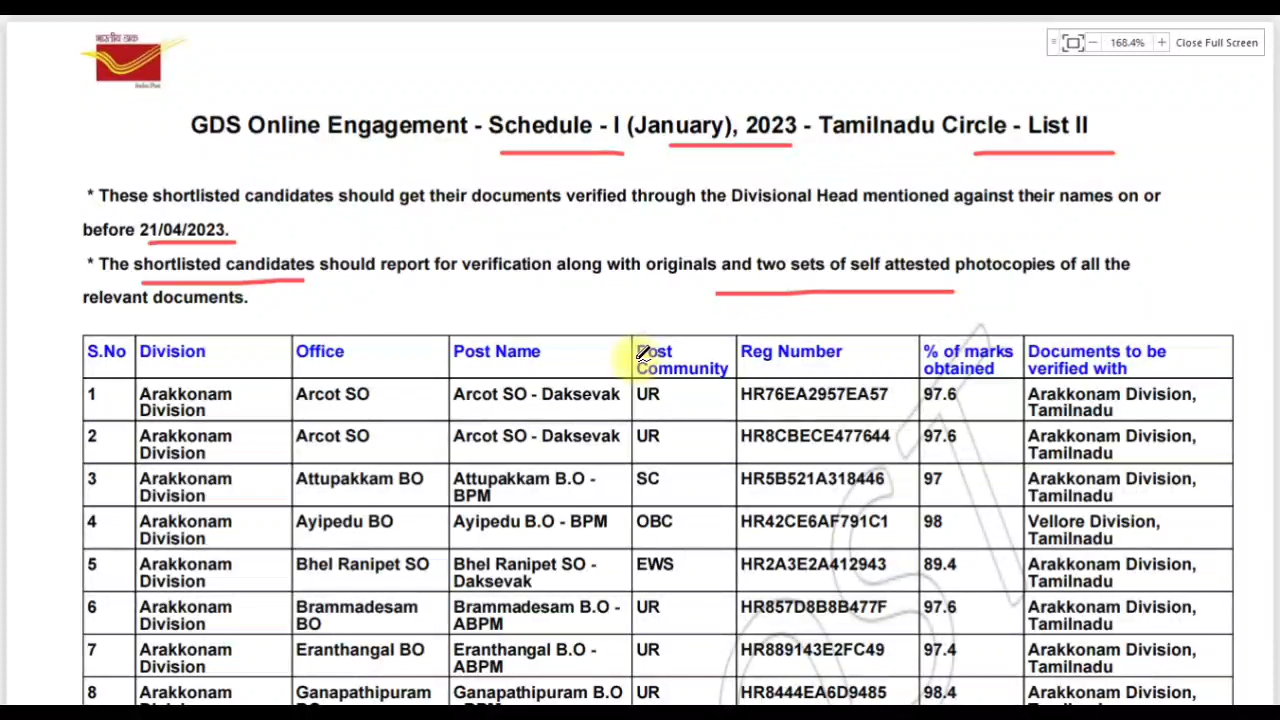 भारतीय डाक
India Post
168.4%
Close Full Screen
GDS Online Engagement - Schedule - I (January), 2023 - Tamilnadu Circle - List II
* These shortlisted candidates should get their documents verified through the Divisional Head mentioned against their names on or
before 21/04/2023.
* The shortlisted candidates should report for verification along with originals and two sets of self attested photocopies of all the
relevant documents.
S.No Division Office Post Name Post Reg Number % of marks Documents to be
Community obtained verified with
1 Arakkonam Arcot SO Arcot SO - Daksevak UR HR76EA2957EA57 97.6 Arakkonam Division,
Division Tamilnadu
2 Arakkonam Arcot SO Arcot SO - Daksevak UR HR8CBECE477644 97.6 Arakkonam Division,
Division Tamilnadu
3 Arakkonam Attupakkam BO Attupakkam B.O - SC HR5B521A318446 97 Arakkonam Division,
Division BPM Tamilnadu
4 Arakkonam Ayipedu BO Ayipedu B.O - BPM OBC HR42CE6AF791C1 98 Vellore Division,
Division Tamilnadu
5 Arakkonam Bhel Ranipet SO Bhel Ranipet SO - EWS HR2A3E2A412943 89.4 Arakkonam Division,
Division Daksevak Tamilnadu
6 Arakkonam Brammadesam Brammadesam B.O - UR HR857D8B8B477F 97.6 Arakkonam Division,
Division BO ABPM Tamilnadu
7 Arakkonam Eranthangal BO Eranthangal B.O - UR HR889143E2FC49 97.4 Arakkonam Division,
Division ABPM Tamilnadu
8 Arakkonam Ganapathipuram Ganapathipuram B.O UR HR8444EA6D9485 98.4 Arakkonam Division,